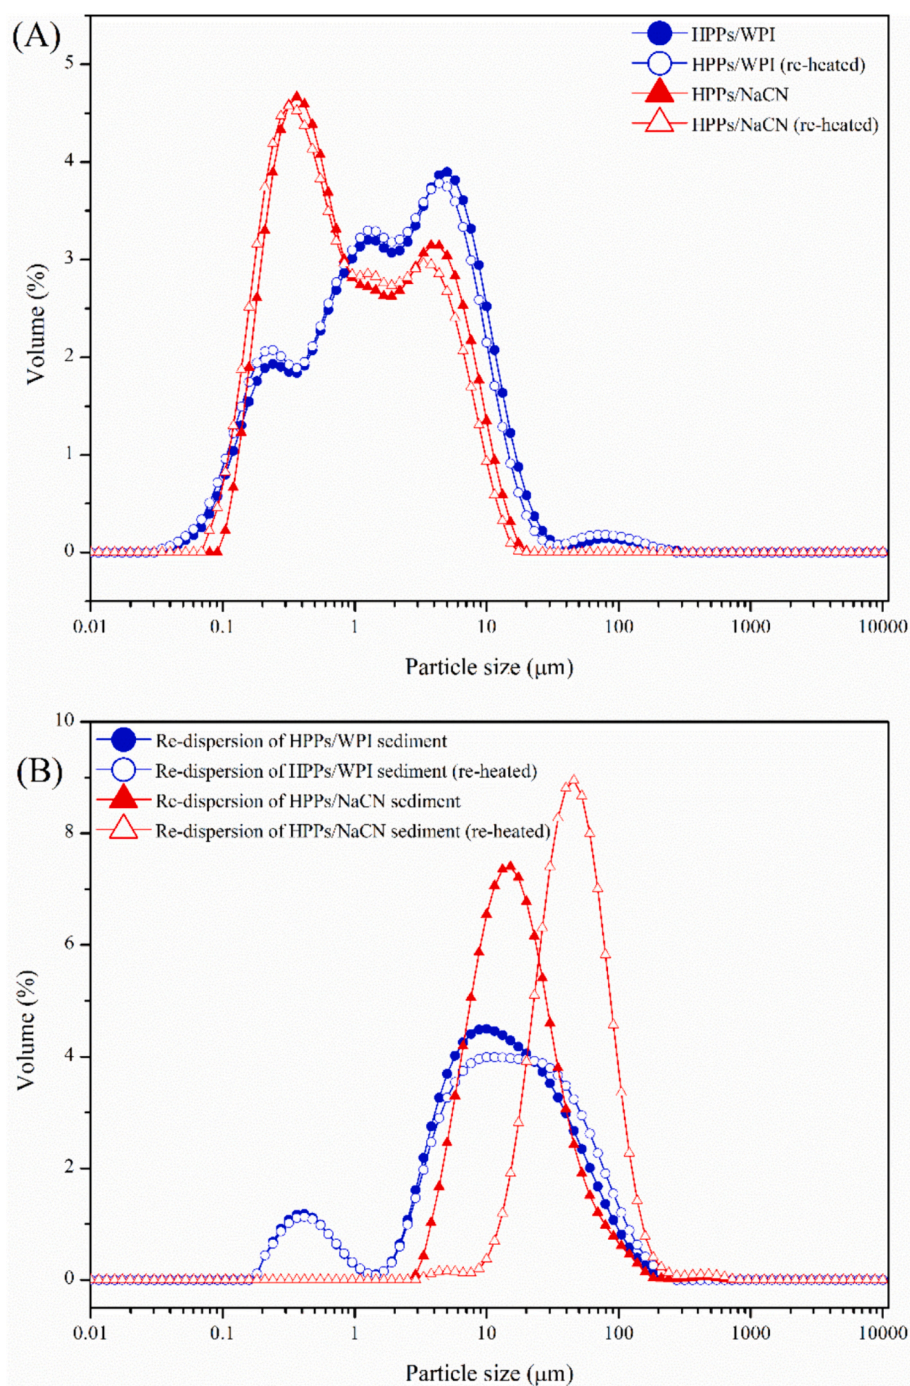 (A)
HPPs/WPI
HPPs/WPI (re-heated)
HPPs/NaCN
HPPs/NaCN (re-heated)
5
4
3
2
1
0
Volume (%)
0.01 0.1 1 10 100 1000 10000
Particle size (μm)
(B)
Re-dispersion of HPPs/WPI sediment
Re-dispersion of HPPs/WPI sediment (re-heated)
Re-dispersion of HPPs/NaCN sediment
Re-dispersion of HPPs/NaCN sediment (re-heated)
10
8
6
4
2
0
Volume (%)
0.01 0.1 1 10 100 1000 10000
Particle size (μm)